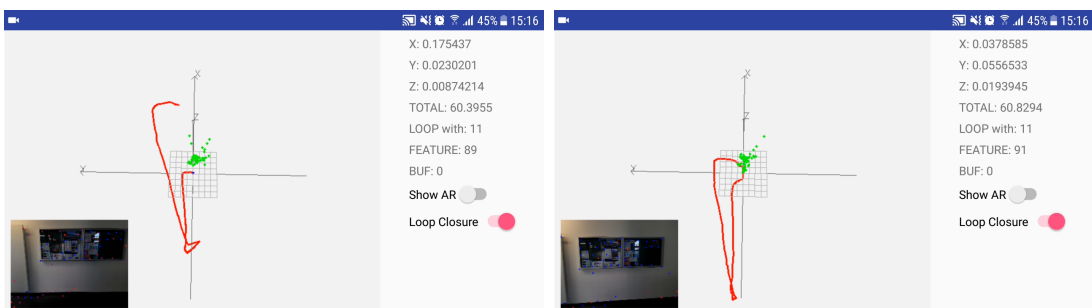 45% 15:16
X: 0.175437
Y: 0.0230201
Z: 0.00874214
TOTAL: 60.3955
LOOP with: 11
FEATURE: 89
BUF: 0
Show AR
Loop Closure
X
Z
Y
45% 15:16
X: 0.0378585
Y: 0.0556533
Z: 0.0193945
TOTAL: 60.8294
LOOP with: 11
FEATURE: 91
BUF: 0
Show AR
Loop Closure
X
Z
Y